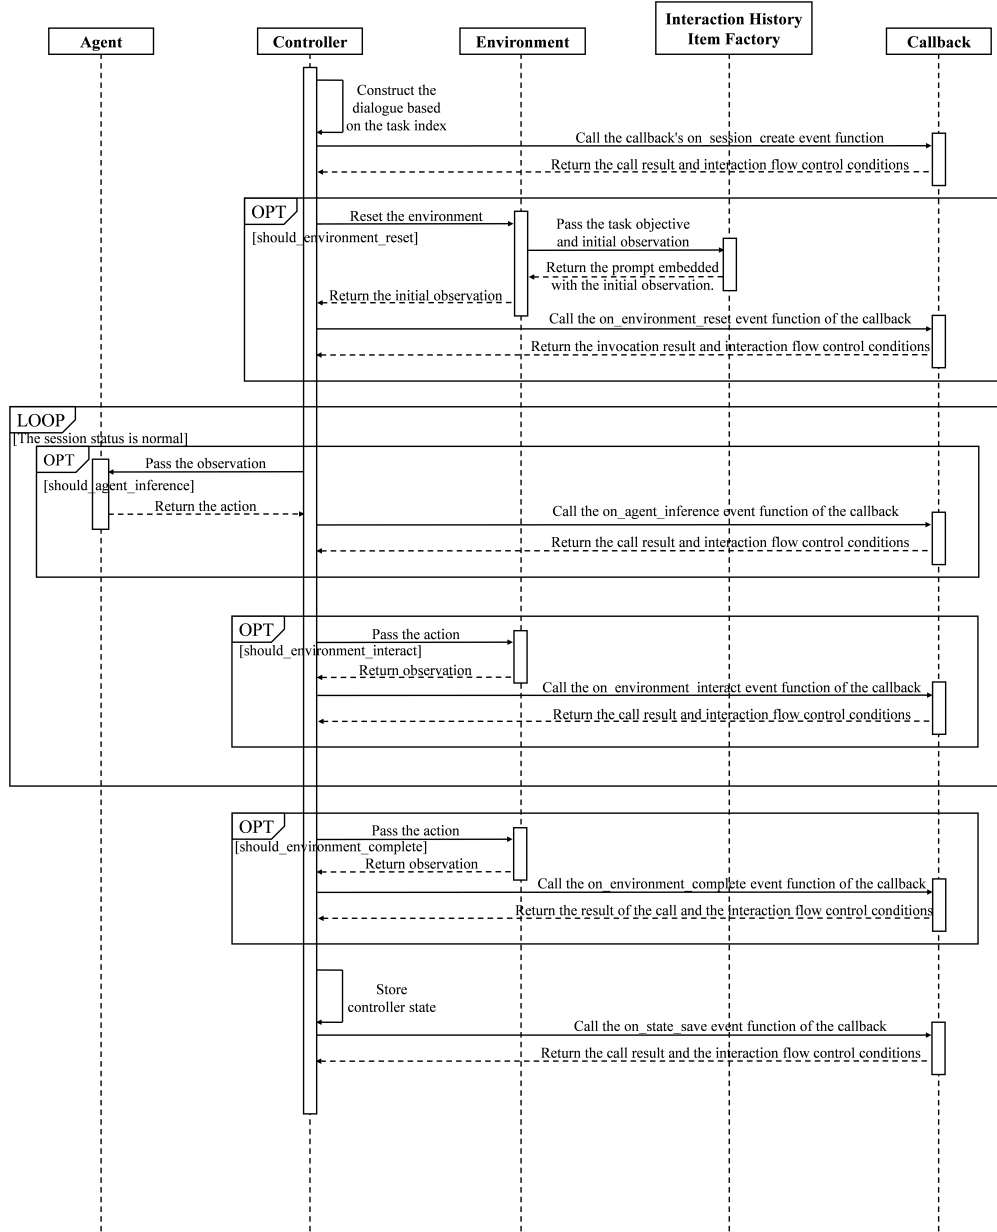 Agent
Controller
Environment
Interaction History
Item Factory
Callback
Construct the
dialogue based
on the task index
Call the callback's on_session_create event function
Return the call result and interaction flow control conditions
OPT
[should_environment_reset]
Reset the environment
Pass the task objective
and initial observation
Return the prompt embedded
with the initial observation.
Return the initial observation
Call the on_environment_reset event function of the callback
Return the invocation result and interaction flow control conditions
LOOP
[The session status is normal]
OPT
Pass the observation
[should_agent_inference]
Return the action
Call the on_agent_inference event function of the callback
Return the call result and interaction flow control conditions
OPT
Pass the action
[should_environment_interact]
Return observation
Call the on_environment_interact event function of the callback
Return the call result and interaction flow control conditions
OPT
Pass the action
[should_environment_complete]
Return observation
Call the on_environment_complete event function of the callback
Return the result of the call and the interaction flow control conditions
Store
controller state
Call the on_state_save event function of the callback
Return the call result and the interaction flow control conditions